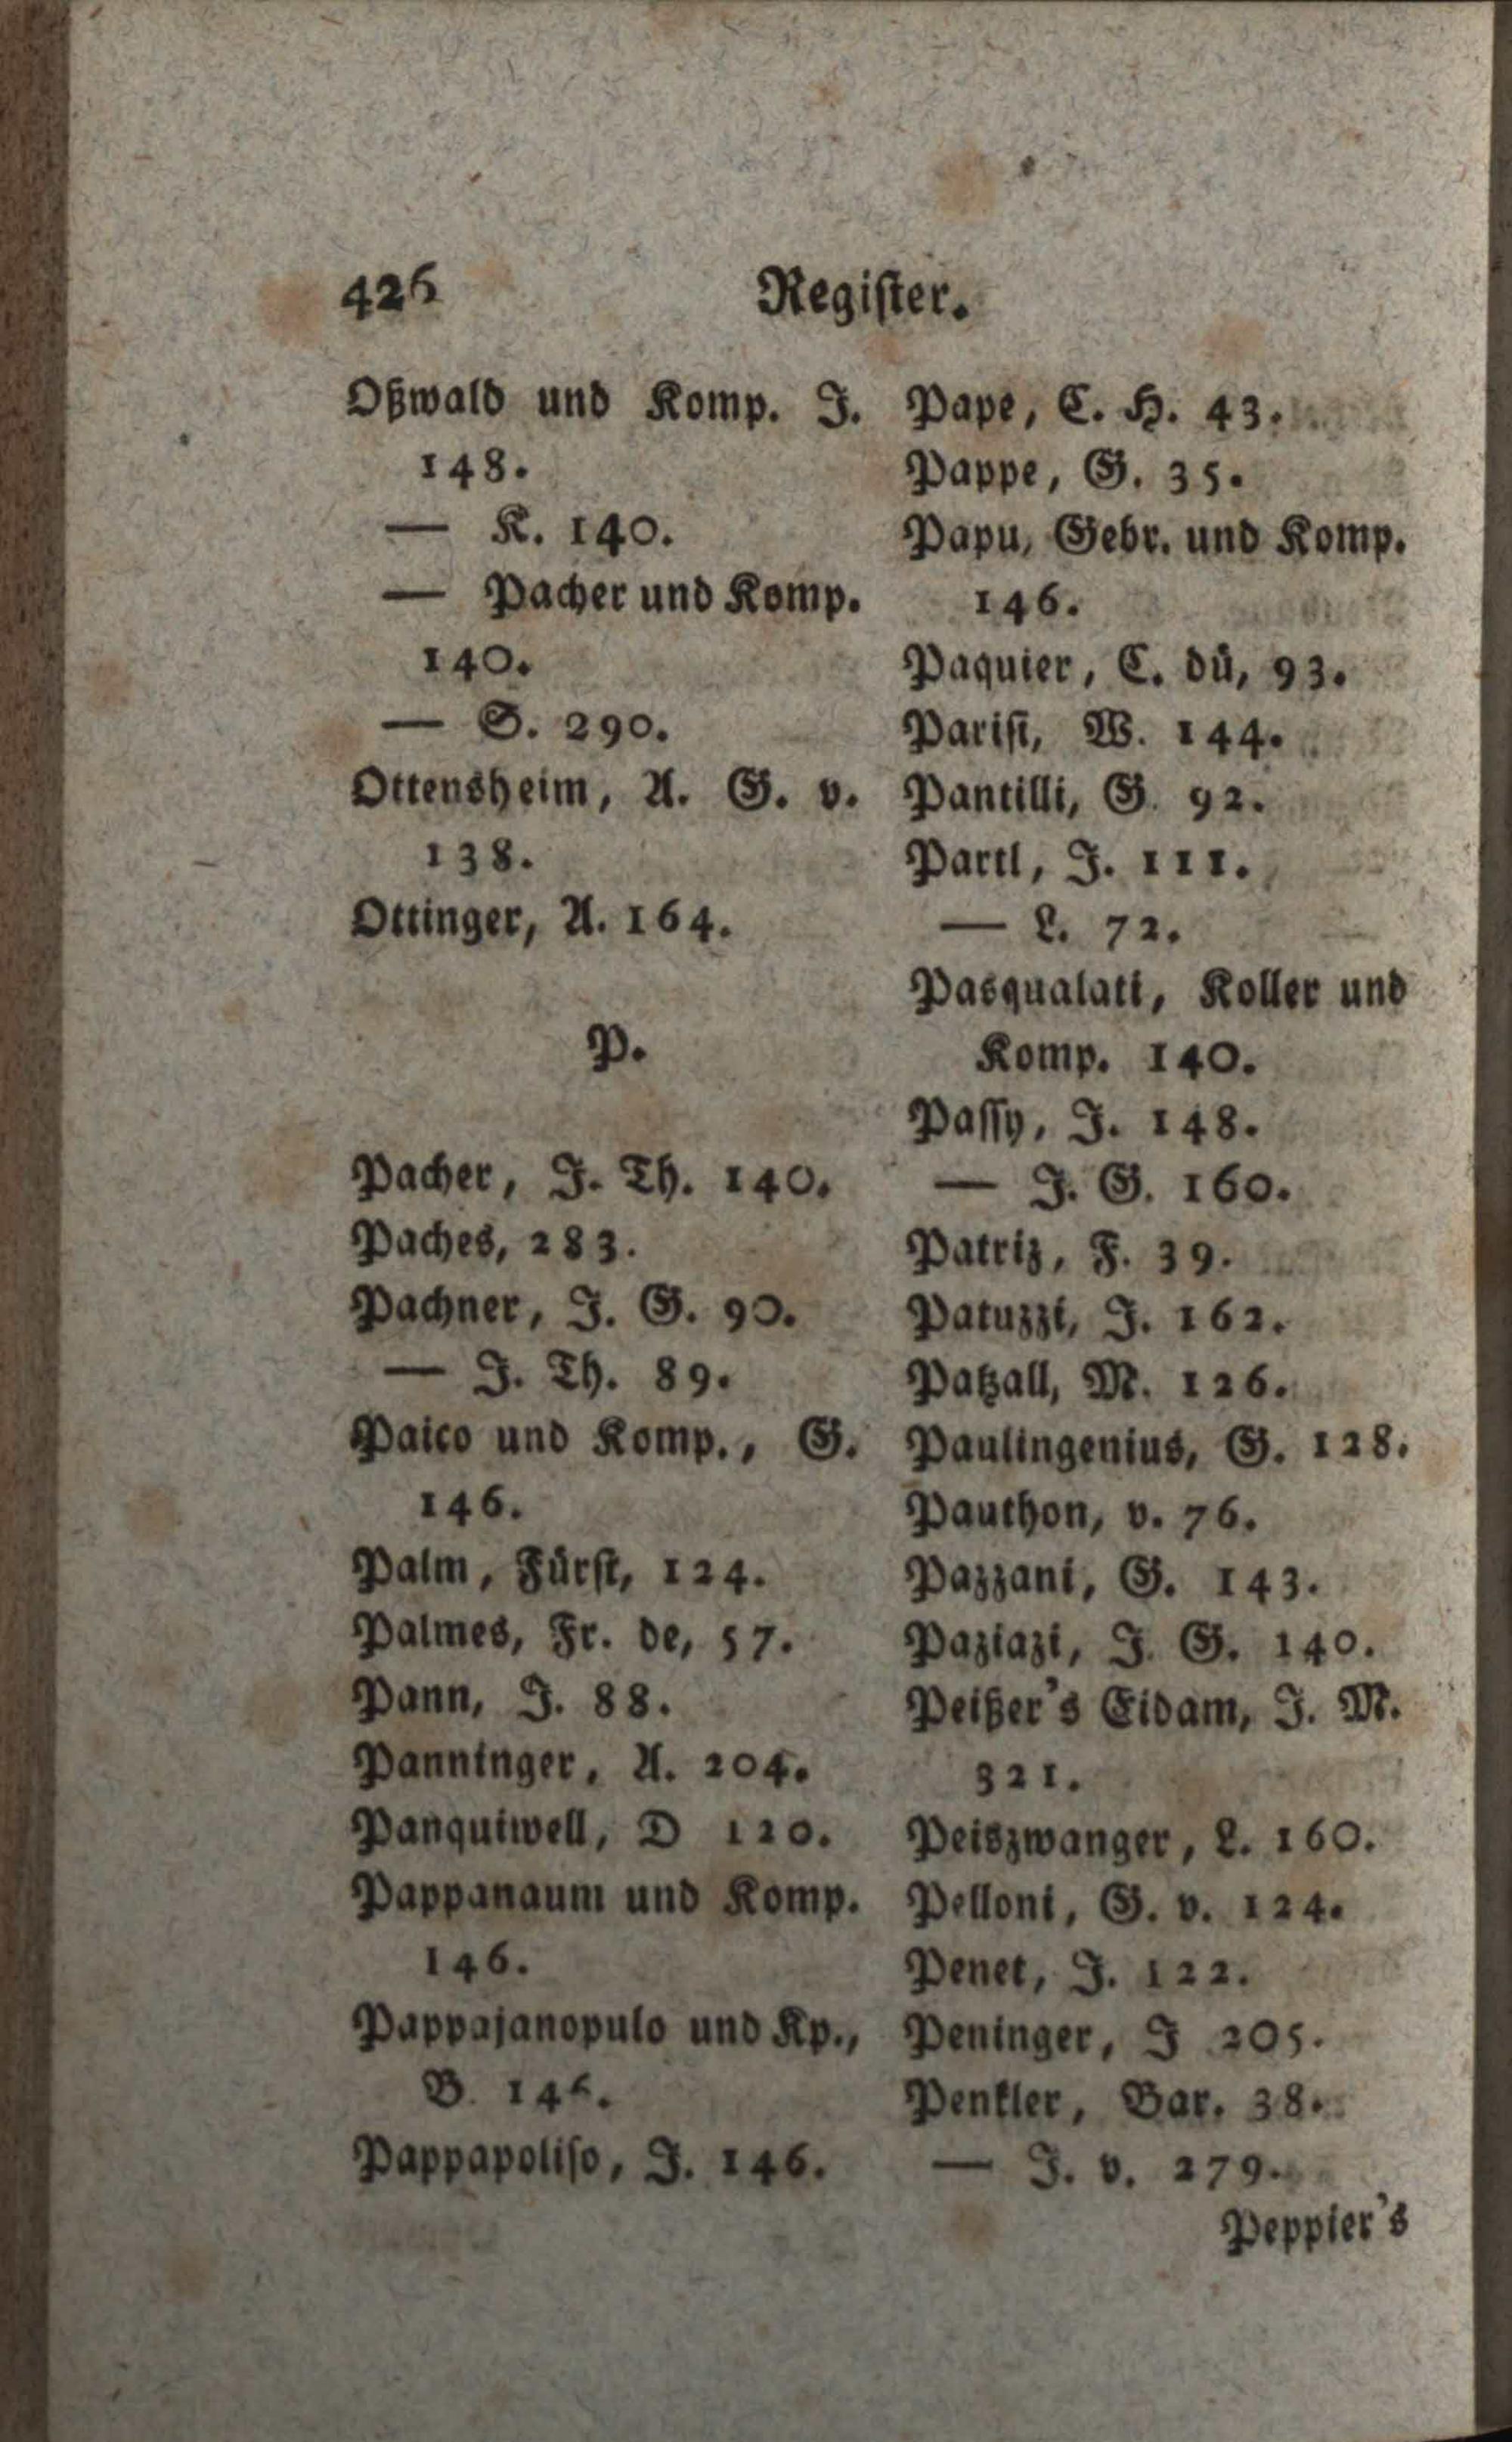 426 Register.
Oßwald und Komp. J.
148.
— K. 140.
— Pacher und Komp.
140.
— S. 290.
Ottensheim, A. G. v.
138.
Ottinger, A. 164.
P.
Pacher, J. Th. 140.
Paches, 283.
Pachner, J. G. 90.
— J. Th. 89.
Paico und Komp., G.
146.
Palm, Fürst, 124.
Palmes, Fr. de, 57.
Pann, J. 88.
Panninger, A. 204.
Panquiwell, D 120.
Pappanaum und Komp.
146.
Pappajanopulo und Kp.,
B. 146.
Pappapoliso, J. 146.
Pape, C. H. 43.
Pappe, G. 35.
Papu, Gebr. und Komp.
146.
Paquier, C. dü, 93.
Parisi, W. 144.
Pantilli, G. 92.
Partl, J. 111.
— L. 72.
Pasqualati, Koller und
Komp. 140.
Passy, J. 148.
— J. G. 160.
Patriz, F. 39.
Patuzzi, J. 162.
Patzall, M. 126.
Paulingenius, G. 128.
Pauthon, v. 76.
Pazzani, G. 143.
Paziazi, J. G. 140.
Peißer's Eidam, J. M.
321.
Peiszwanger, L. 160.
Pelloni, G. v. 124.
Penet, J. 122.
Peninger, J 205.
Penkler, Bar. 38.
— J. v. 279.
Peppier's